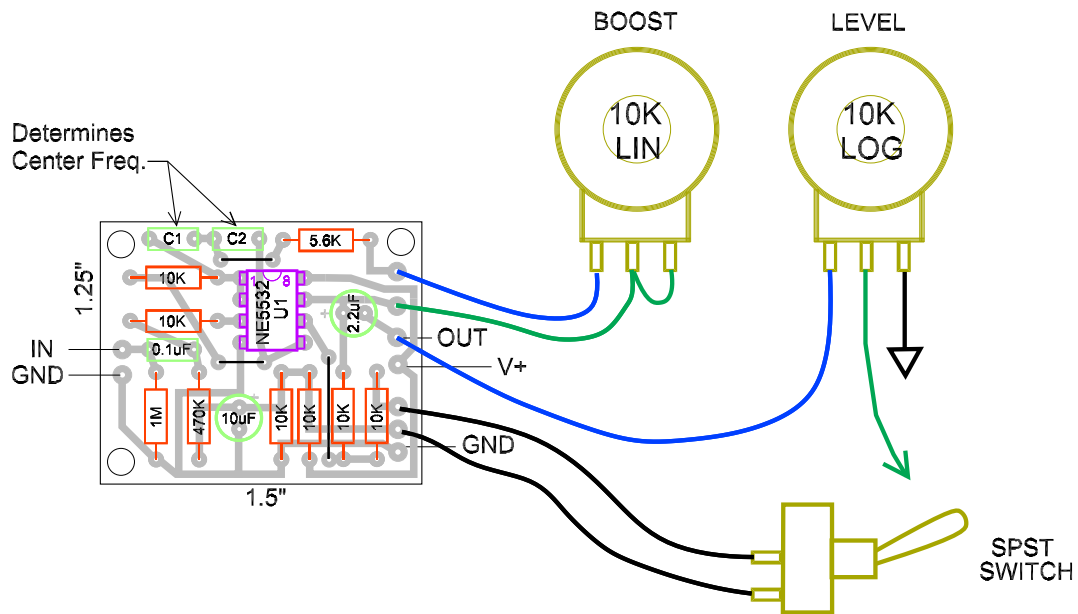 BOOST
LEVEL
10K
LIN
10K
LOG
Determines
Center Freq.
C1
C2
5.6K
1.25"
10K
1
8
NE5532
U1
+
2.2uF
10K
OUT
IN
0.1uF
V+
GND
1M
470K
+
10uF
10K
10K
10K
10K
GND
1.5"
SPST
SWITCH